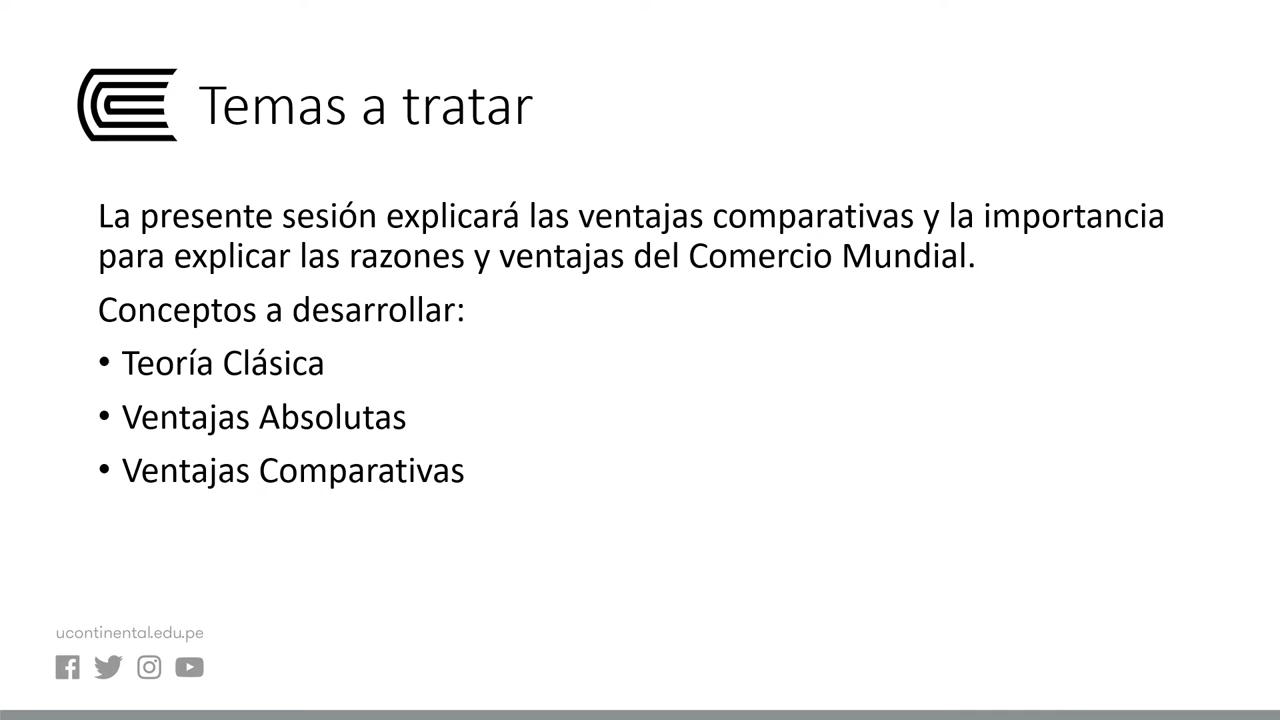 Temas a tratar
La presente sesión explicará las ventajas comparativas y la importancia
para explicar las razones y ventajas del Comercio Mundial.
Conceptos a desarrollar:
• Teoría Clásica
• Ventajas Absolutas
• Ventajas Comparativas
ucontinental.edu.pe